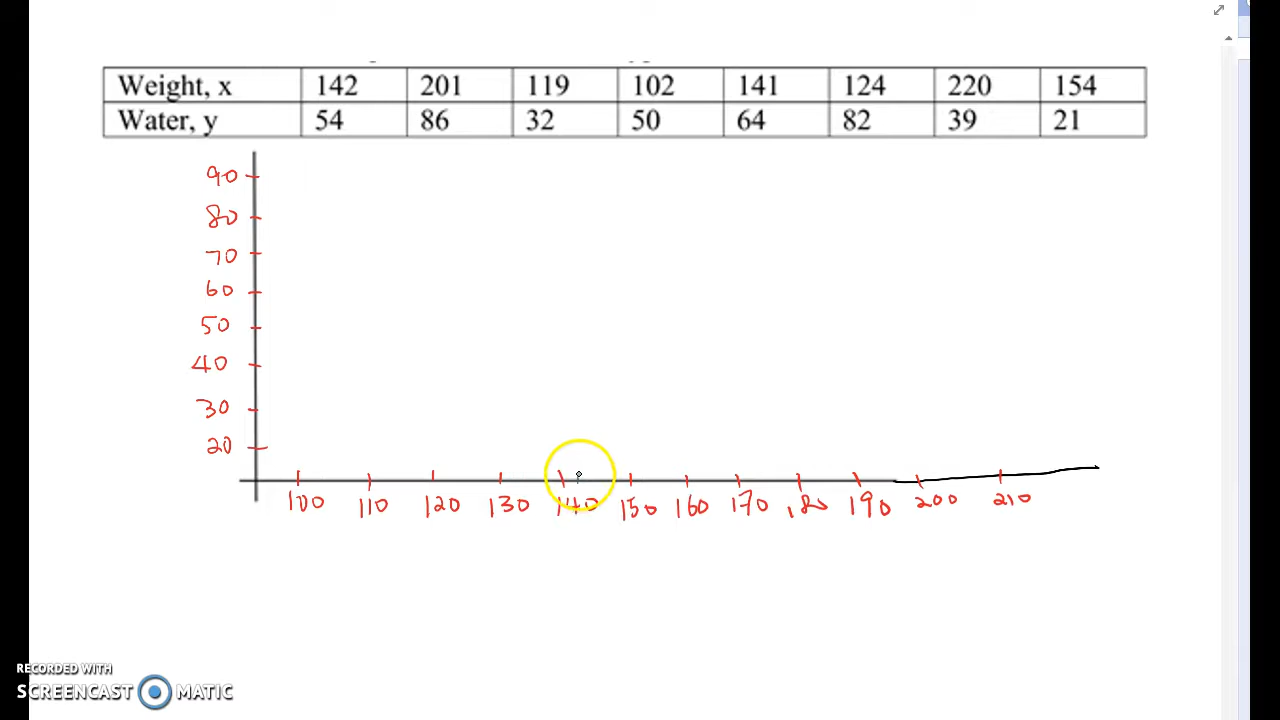 Weight, x 142 201 119 102 141 124 220 154
Water, y 54 86 32 50 64 82 39 21
90
80
70
60
50
40
30
20
100 110 120 130 140 150 160 170 180 190 200 210
RECORDED WITH
SCREENCAST MATIC